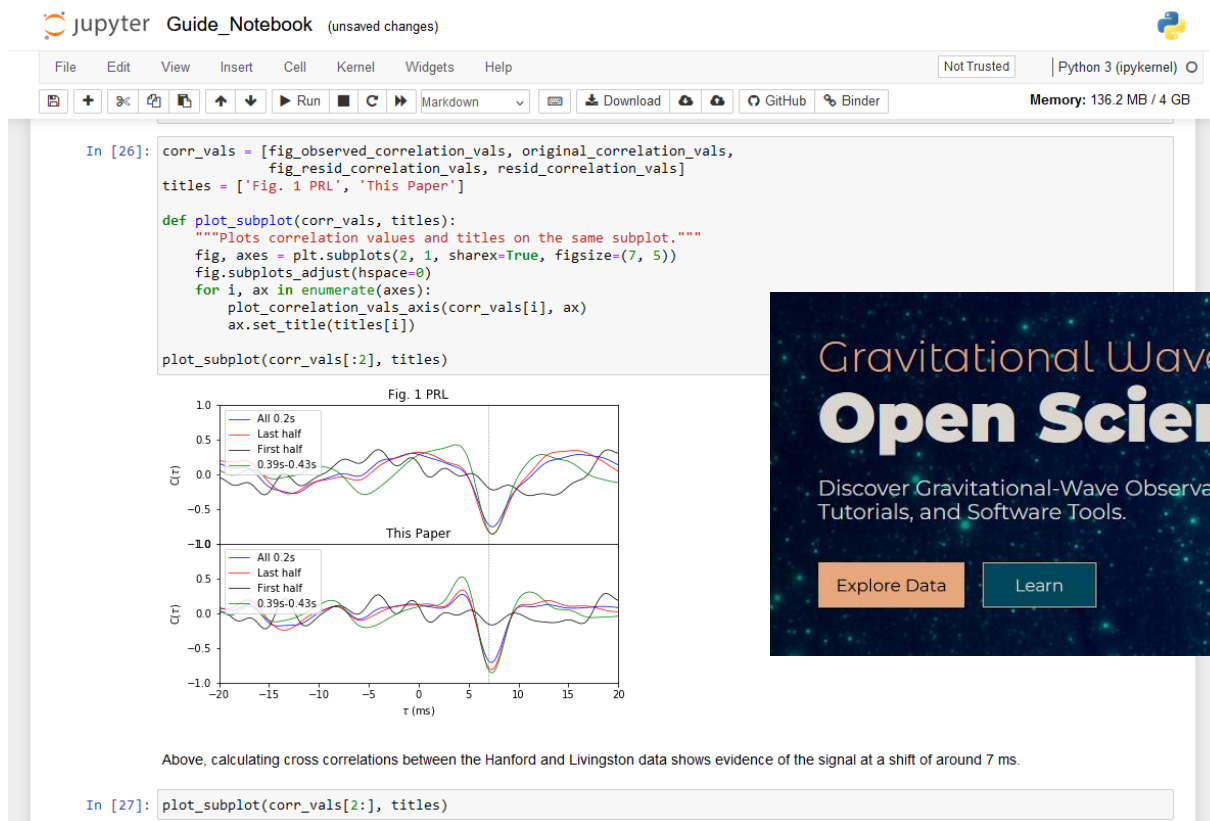 jupyter Guide_Notebook (unsaved changes)
File Edit View Insert Cell Kernel Widgets Help Not Trusted Python 3 (ipykernel)
Run Markdown Download GitHub Binder Memory: 136.2 MB / 4 GB
In [26]: corr_vals = [fig_observed_correlation_vals, original_correlation_vals,
fig_resid_correlation_vals, resid_correlation_vals]
titles = ['Fig. 1 PRL', 'This Paper']
def plot_subplot(corr_vals, titles):
"""Plots correlation values and titles on the same subplot."""
fig, axes = plt.subplots(2, 1, sharex=True, figsize=(7, 5))
fig.subplots_adjust(hspace=0)
for i, ax in enumerate(axes):
plot_correlation_vals_axis(corr_vals[i], ax)
ax.set_title(titles[i])
plot_subplot(corr_vals[:2], titles)
Fig. 1 PRL
1.0
0.5
0.0
−0.5
−1.0
C(τ)
All 0.2s
Last half
First half
0.39s-0.43s
This Paper
1.0
0.5
0.0
−0.5
−1.0
C(τ)
All 0.2s
Last half
First half
0.39s-0.43s
−20 −15 −10 −5 0 5 10 15 20
τ (ms)
Gravitational Wave
Open Scien
Discover Gravitational-Wave Observa
Tutorials, and Software Tools.
Explore Data Learn
Above, calculating cross correlations between the Hanford and Livingston data shows evidence of the signal at a shift of around 7 ms.
In [27]: plot_subplot(corr_vals[2:], titles)